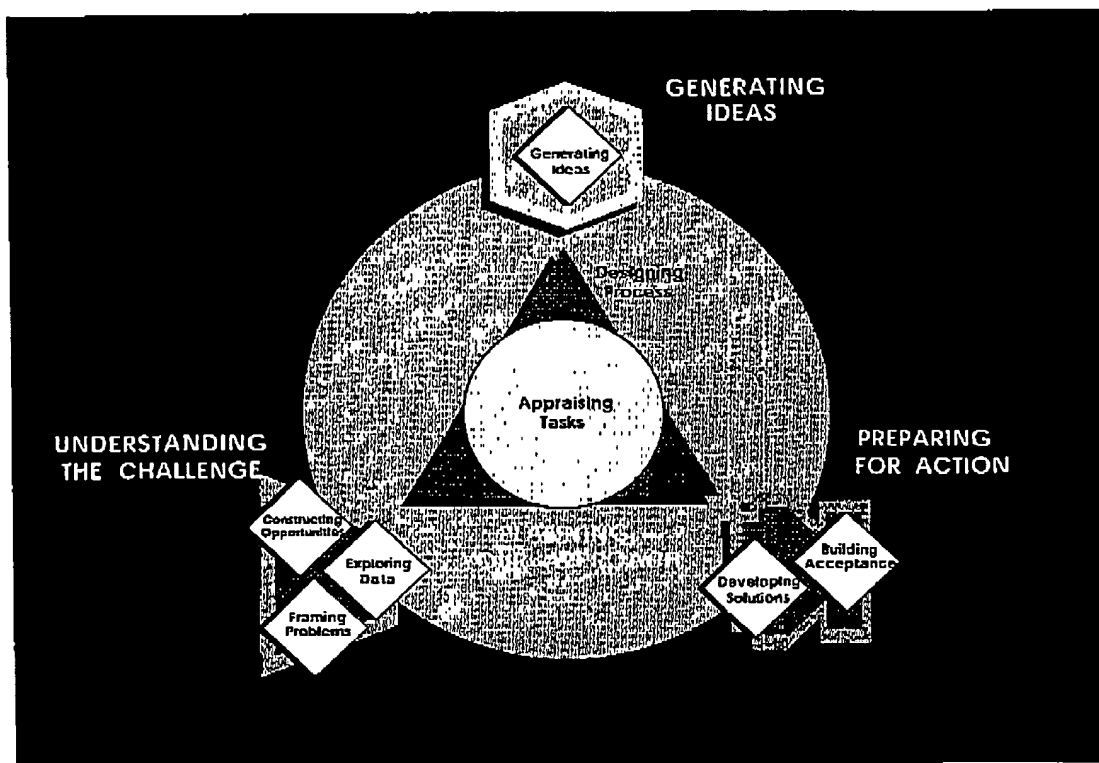 GENERATING
IDEAS
Generating
Ideas
Designing
Process
Appraising
Tasks
UNDERSTANDING
THE CHALLENGE
Constructing
Opportunities
Exploring
Data
Framing
Problems
PREPARING
FOR ACTION
Building
Acceptance
Developing
Solutions